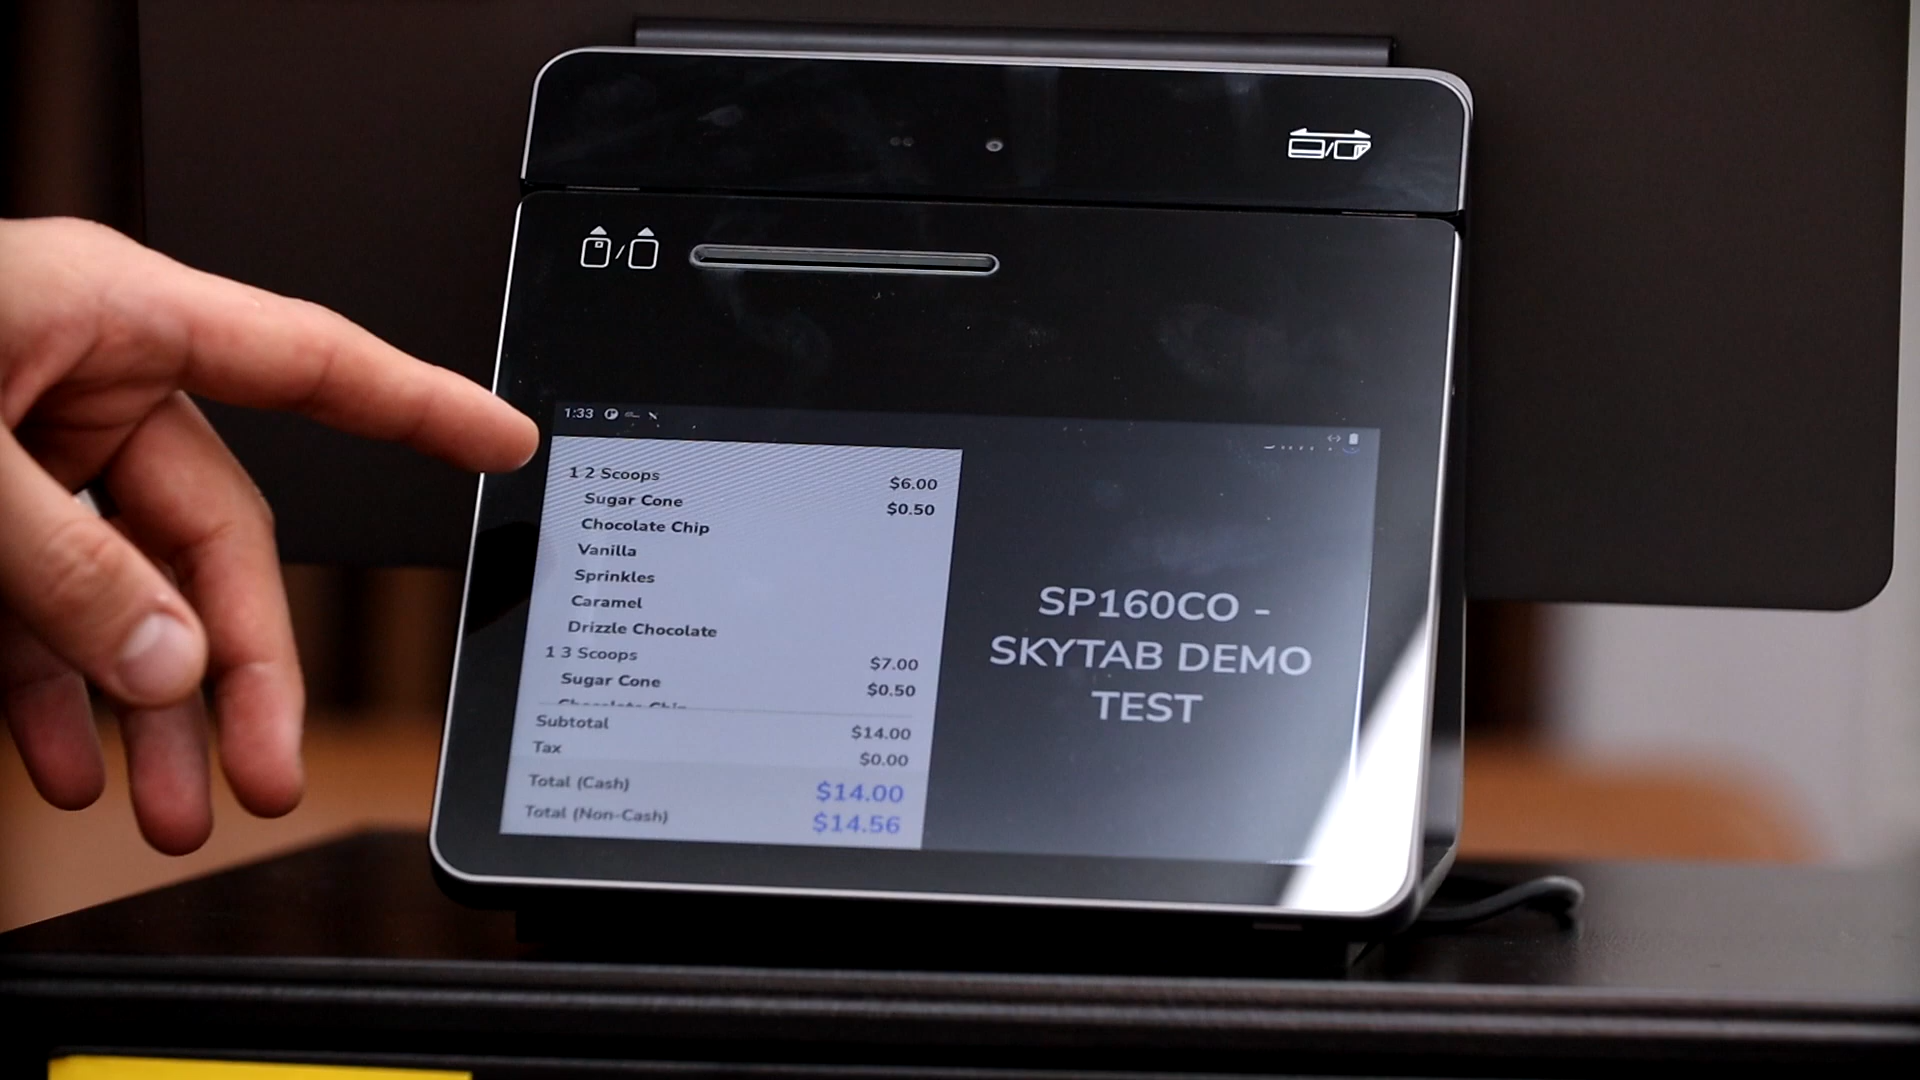 1:33
1 2 Scoops $6.00
Sugar Cone $0.50
Chocolate Chip
Vanilla
Sprinkles
Caramel
Drizzle Chocolate
1 3 Scoops $7.00
Sugar Cone $0.50
Chocolate Chip
Subtotal $14.00
Tax $0.00
Total (Cash) $14.00
Total (Non-Cash) $14.56
SP160CO -
SKYTAB DEMO
TEST